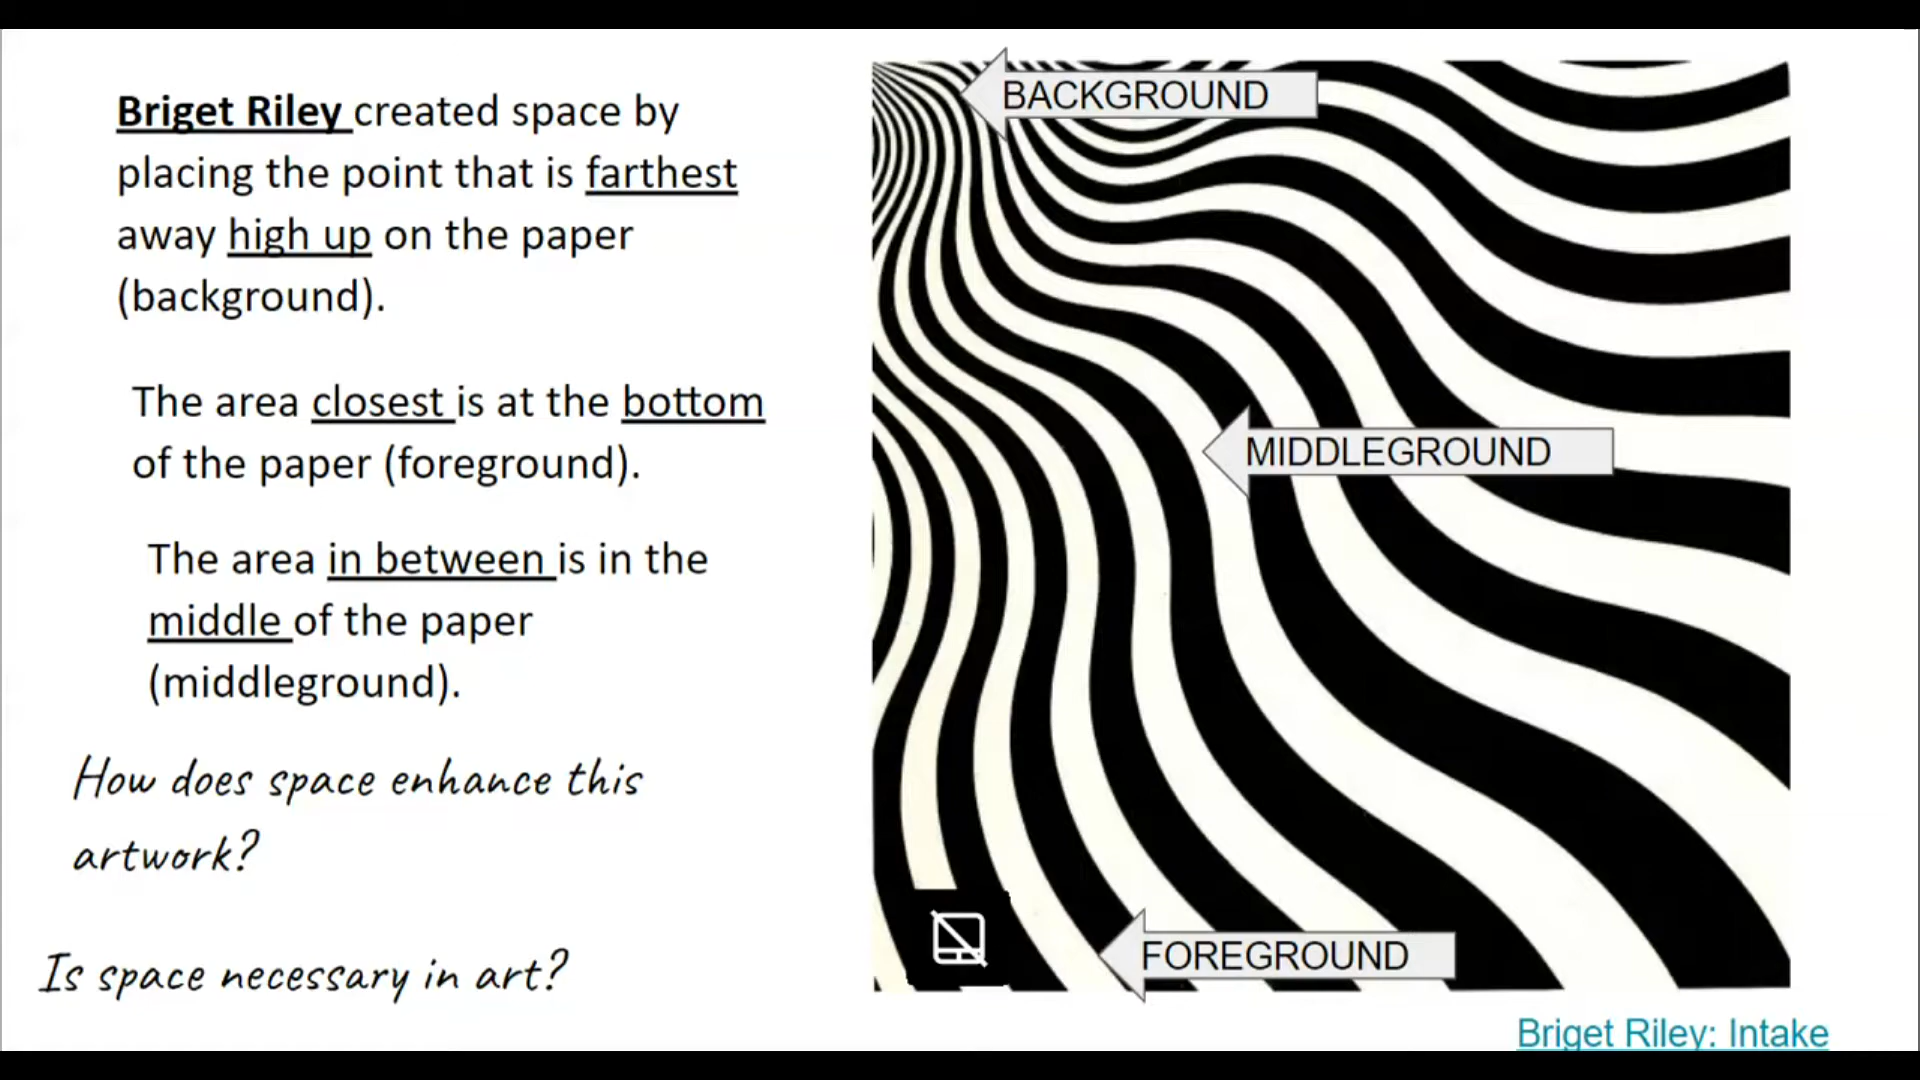 Briget Riley created space by
placing the point that is farthest
away high up on the paper
(background).
The area closest is at the bottom
of the paper (foreground).
The area in between is in the
middle of the paper
(middleground).
How does space enhance this
artwork?
Is space necessary in art?
BACKGROUND
MIDDLEGROUND
FOREGROUND
Briget Riley: Intake